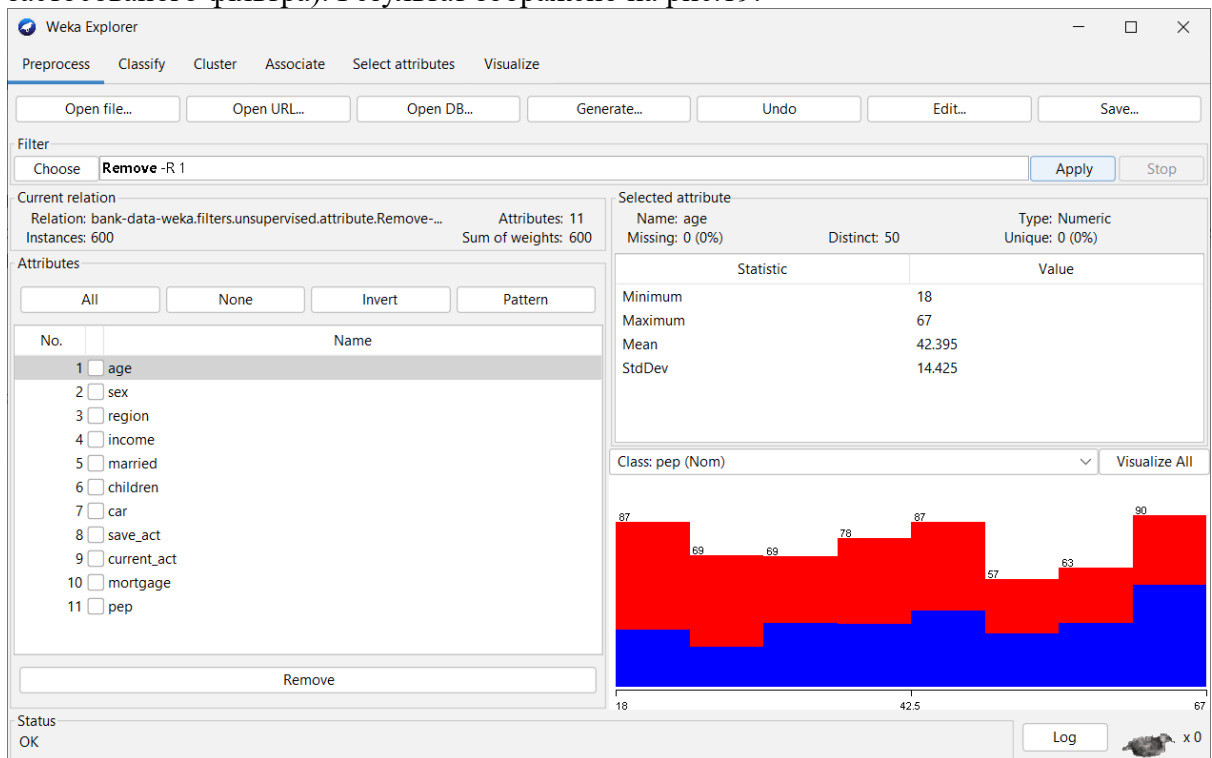 Weka Explorer
Preprocess Classify Cluster Associate Select attributes Visualize
Open file... Open URL... Open DB... Generate... Undo Edit... Save...
Filter
Choose Remove -R 1 Apply Stop
Current relation
Relation: bank-data-weka.filters.unsupervised.attribute.Remove-... Attributes: 11
Instances: 600 Sum of weights: 600
Selected attribute
Name: age Type: Numeric
Missing: 0 (0%) Distinct: 50 Unique: 0 (0%)
Statistic Value
Minimum 18
Maximum 67
Mean 42.395
StdDev 14.425
Attributes
All None Invert Pattern
No. Name
1 age
2 sex
3 region
4 income
5 married
6 children
7 car
8 save_act
9 current_act
10 mortgage
11 pep
Remove
Class: pep (Nom) Visualize All
87 69 69 78 87 57 63 90
18 42.5 67
Status
OK
Log x 0